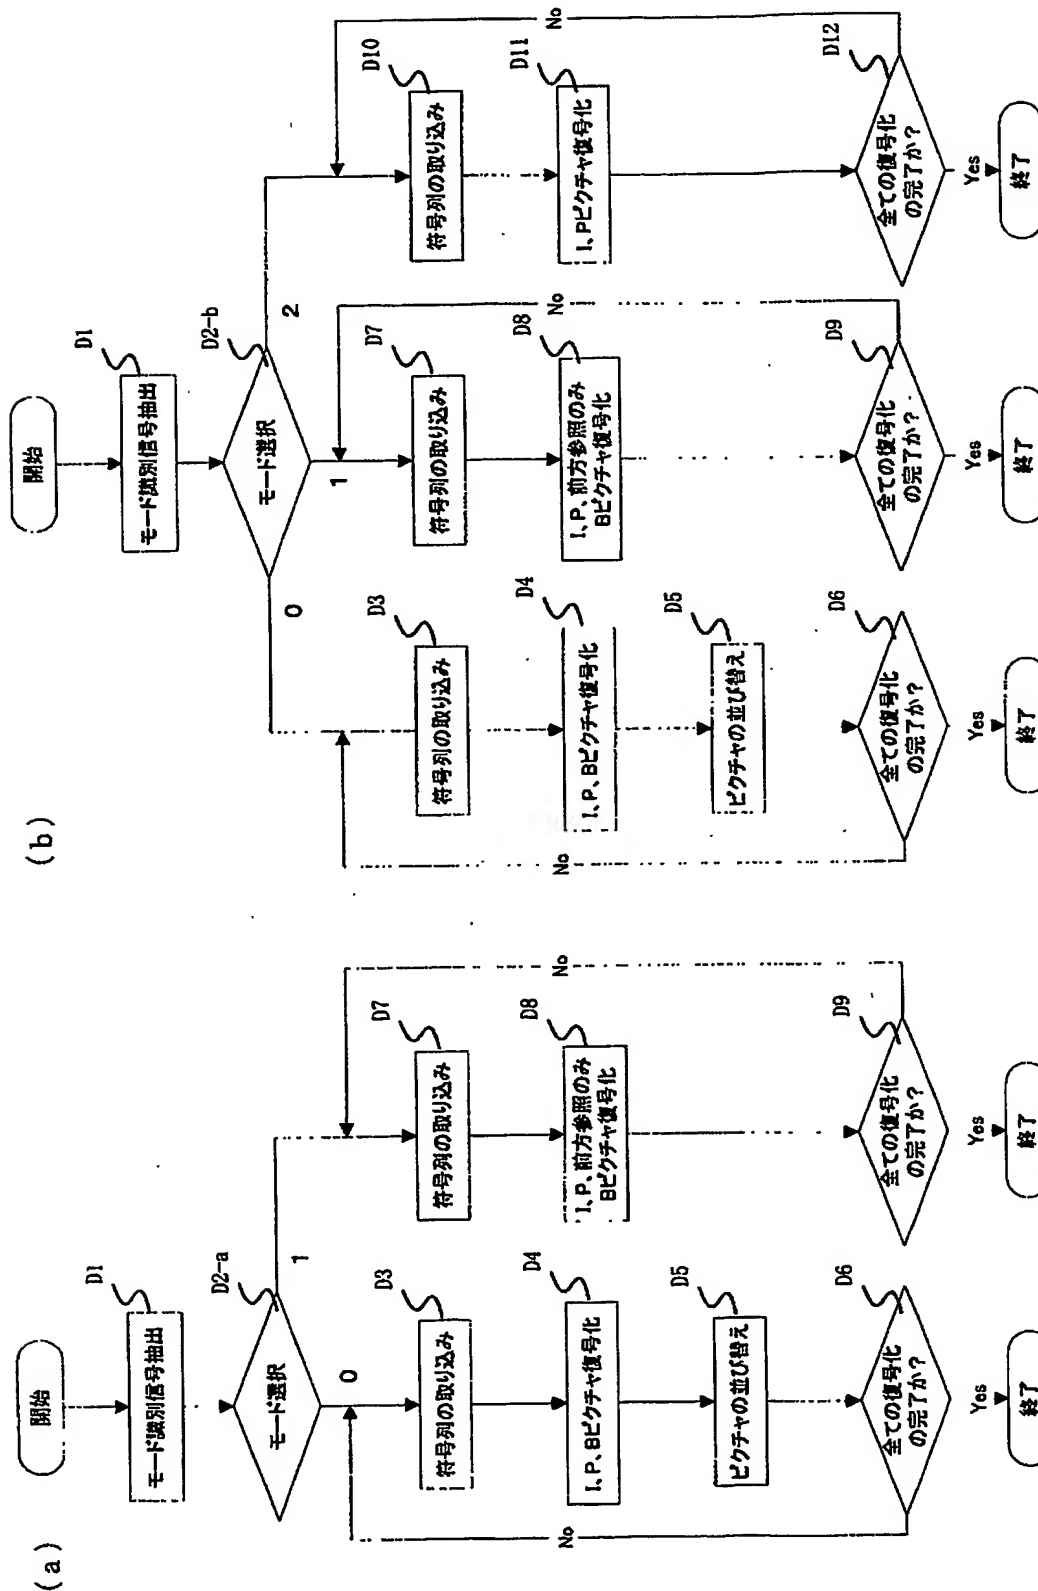 (a)
開始
モード識別信号抽出
D1
モード選択
D2-a
0
1
符号列の取り込み
D3
I、P、Bピクチャ復号化
D4
ピクチャの並び替え
D5
全ての復号化
の完了か?
D6
No
Yes
終了
符号列の取り込み
D7
I、P、前方参照のみ
Bピクチャ復号化
D8
全ての復号化
の完了か?
D9
No
Yes
終了
(b)
開始
モード識別信号抽出
D1
モード選択
D2-b
0
1
2
符号列の取り込み
D3
I、P、Bピクチャ復号化
D4
ピクチャの並び替え
D5
全ての復号化
の完了か?
D6
No
Yes
終了
符号列の取り込み
D7
I、P、前方参照のみ
Bピクチャ復号化
D8
全ての復号化
の完了か?
D9
No
Yes
終了
符号列の取り込み
D10
I、Pピクチャ復号化
D11
全ての復号化
の完了か?
D12
No
Yes
終了